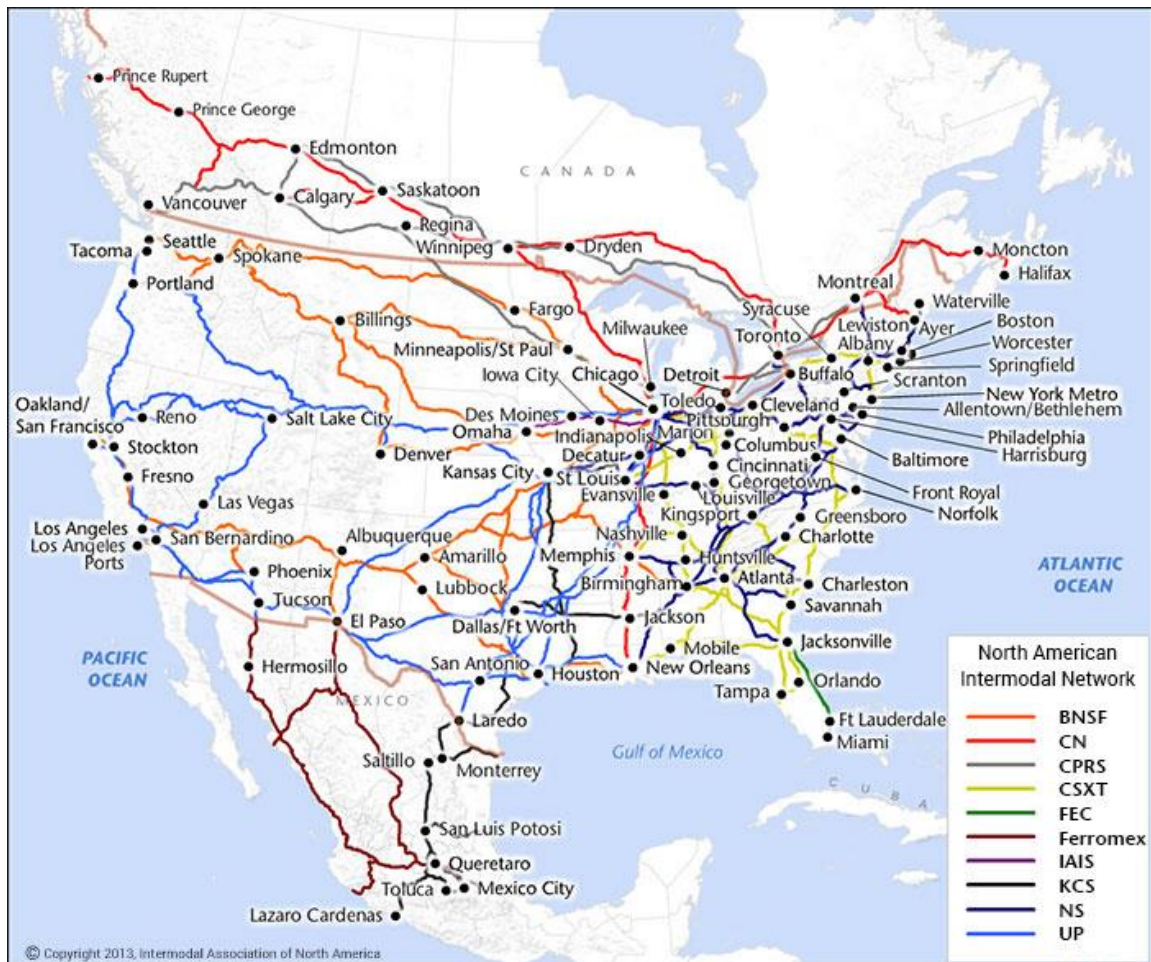 Prince Rupert
Prince George
Edmonton
CANADA
Saskatoon
Calgary
Vancouver
Regina
Winnipeg
Dryden
Moncton
Halifax
Seattle
Tacoma
Spokane
Montreal
Portland
Syracuse
Waterville
Fargo
Lewiston
Boston
Billings
Milwaukee
Toronto
Albany
Ayer
Worcester
Minneapolis/St Paul
Springfield
Iowa City
Chicago
Detroit
Buffalo
Scranton
Oakland/
San Francisco
Reno
Salt Lake City
Des Moines
Toledo
Cleveland
New York Metro
Allentown/Bethlehem
Omaha
Indianapolis
Marion
Pittsburgh
Columbus
Philadelphia
Harrisburg
Stockton
Denver
Decatur
Baltimore
Fresno
Kansas City
St Louis
Cincinnati
Georgetown
Front Royal
Las Vegas
Evansville
Louisville
Norfolk
Kingsport
Greensboro
Los Angeles
Los Angeles
Ports
San Bernardino
Albuquerque
Amarillo
Nashville
Charlotte
Memphis
Huntsville
ATLANTIC
OCEAN
Phoenix
Lubbock
Birmingham
Atlanta
Charleston
Tucson
Savannah
El Paso
Dallas/Ft Worth
Jackson
Mobile
Jacksonville
PACIFIC
OCEAN
Hermosillo
San Antonio
Houston
New Orleans
Orlando
MEXICO
Tampa
Laredo
Ft Lauderdale
Miami
Gulf of Mexico
Saltillo
Monterrey
CUBA
San Luis Potosi
Queretaro
Toluca
Mexico City
Lazaro Cardenas
North American
Intermodal Network
BNSF
CN
CPRS
CSXT
FEC
Ferromex
IAIS
KCS
NS
UP
© Copyright 2013, Intermodal Association of North America